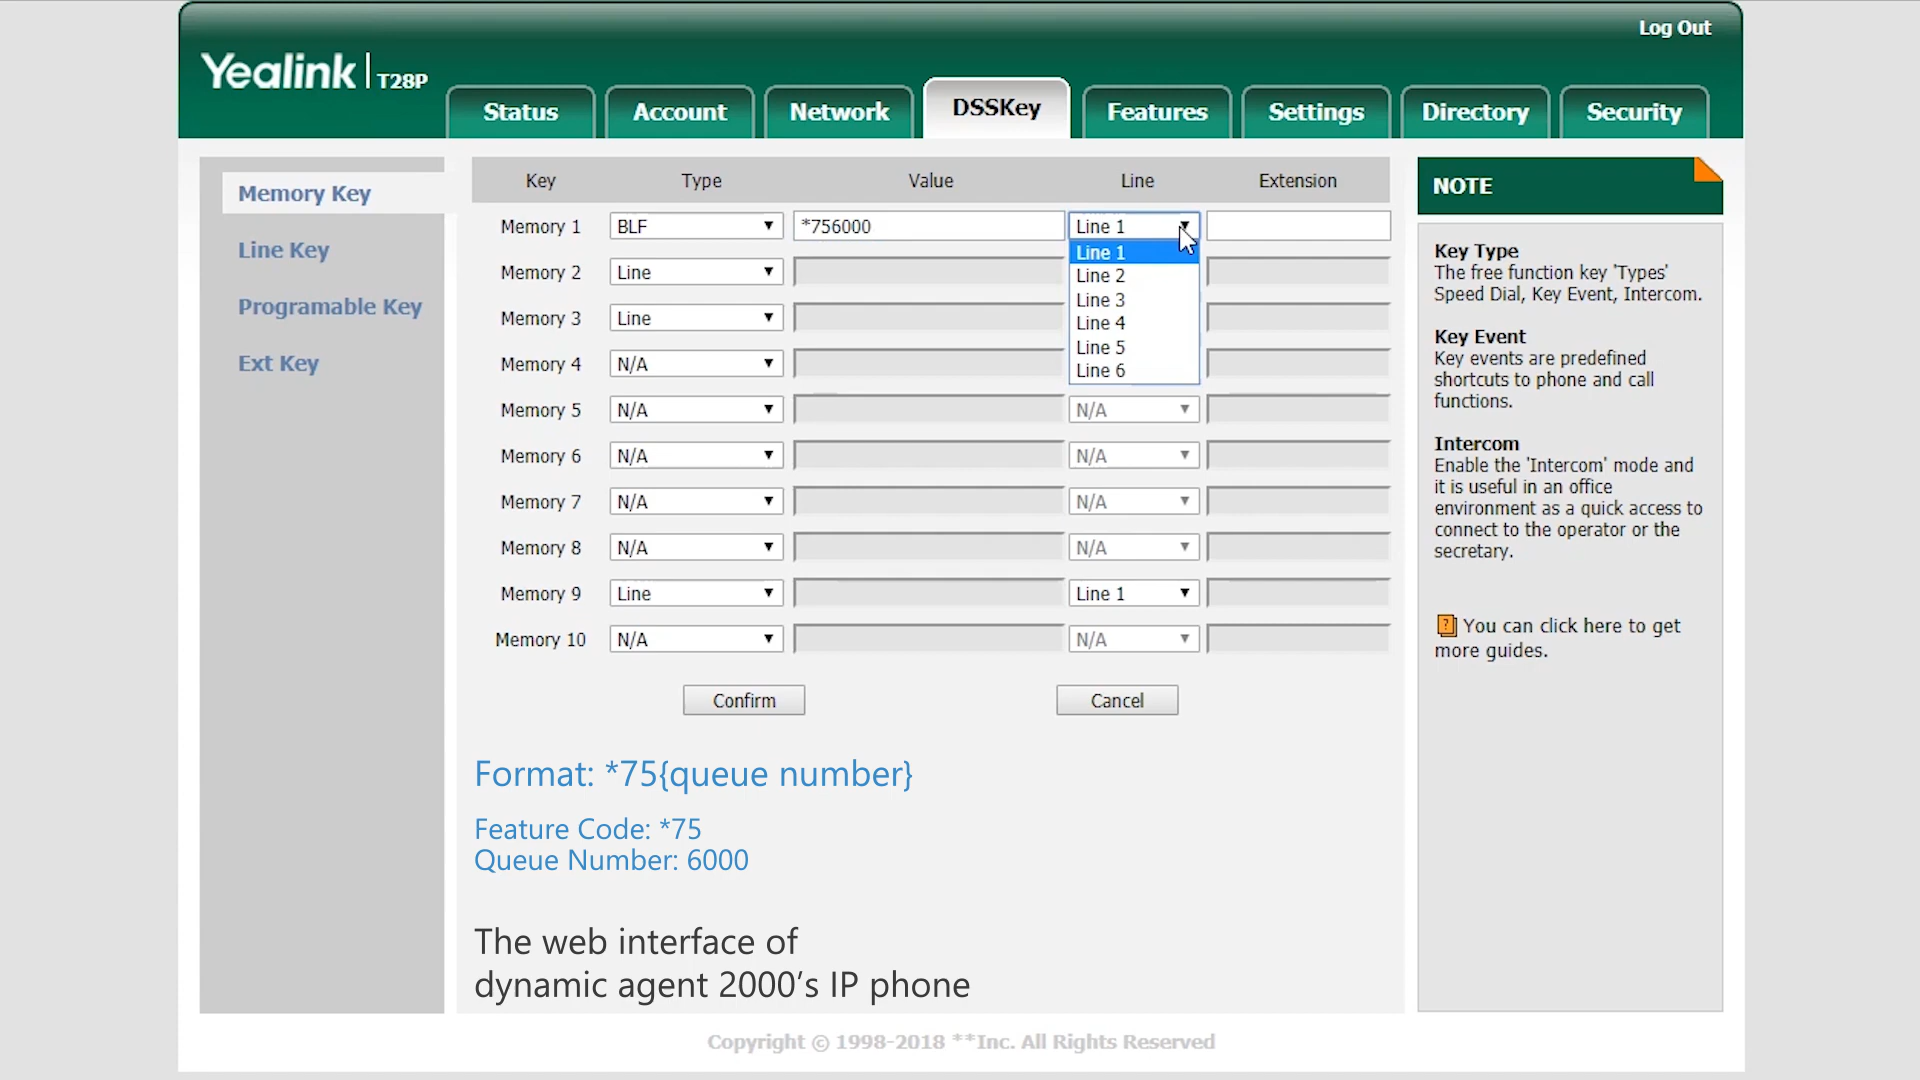 Log Out
Yealink | T28P
Status Account Network DSSKey Features Settings Directory Security
Memory Key
Line Key
Programable Key
Ext Key
Key Type Value Line Extension
Memory 1 BLF *756000 Line 1
Line 1
Line 2
Line 3
Line 4
Line 5
Line 6
Memory 2 Line
Memory 3 Line
Memory 4 N/A
Memory 5 N/A N/A
Memory 6 N/A N/A
Memory 7 N/A N/A
Memory 8 N/A N/A
Memory 9 Line Line 1
Memory 10 N/A N/A
Confirm Cancel
Format: *75{queue number}
Feature Code: *75
Queue Number: 6000
The web interface of
dynamic agent 2000’s IP phone
NOTE
Key Type
The free function key 'Types'
Speed Dial, Key Event, Intercom.
Key Event
Key events are predefined
shortcuts to phone and call
functions.
Intercom
Enable the 'Intercom' mode and
it is useful in an office
environment as a quick access to
connect to the operator or the
secretary.
? You can click here to get
more guides.
Copyright © 1998-2018 **Inc. All Rights Reserved